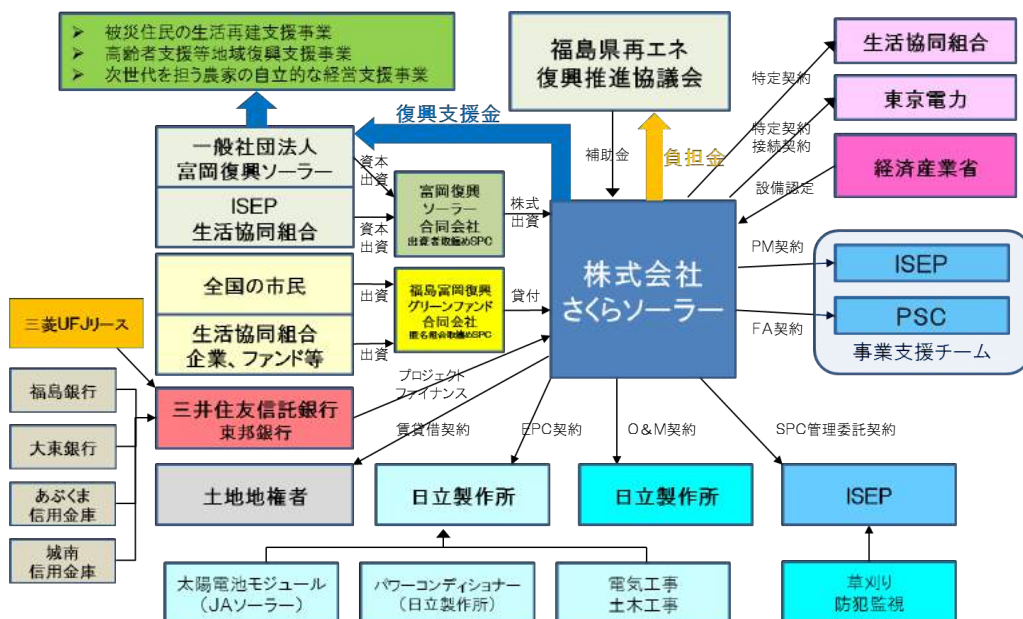 ➢ 被災住民の生活再建支援事業
➢ 高齢者支援等地域復興支援事業
➢ 次世代を担う農家の自立的な経営支援事業
福島県再エネ
復興推進協議会
生活協同組合
特定契約
東京電力
特定契約
接続契約
経済産業省
設備認定
復興支援金
補助金
負担金
一般社団法人
富岡復興ソーラー
資本
出資
ISEP
生活協同組合
資本
出資
富岡復興
ソーラー
合同会社
出資者取纏めSPC
株式
出資
株式会社
さくらソーラー
PM契約
ISEP
PSC
FA契約
事業支援チーム
全国の市民
出資
生活協同組合
企業、ファンド等
出資
福島富岡復興
グリーンファンド
合同会社
匿名組合取纏めSPC
貸付
三菱UFJリース
福島銀行
大東銀行
あぶくま
信用金庫
城南
信用金庫
三井住友信託銀行
東邦銀行
プロジェクト
ファイナンス
賃貸借契約
EPC契約
O&M契約
SPC管理委託契約
土地地権者
日立製作所
日立製作所
ISEP
太陽電池モジュール
（JAソーラー）
パワーコンディショナー
（日立製作所）
電気工事
土木工事
草刈り
防犯監視